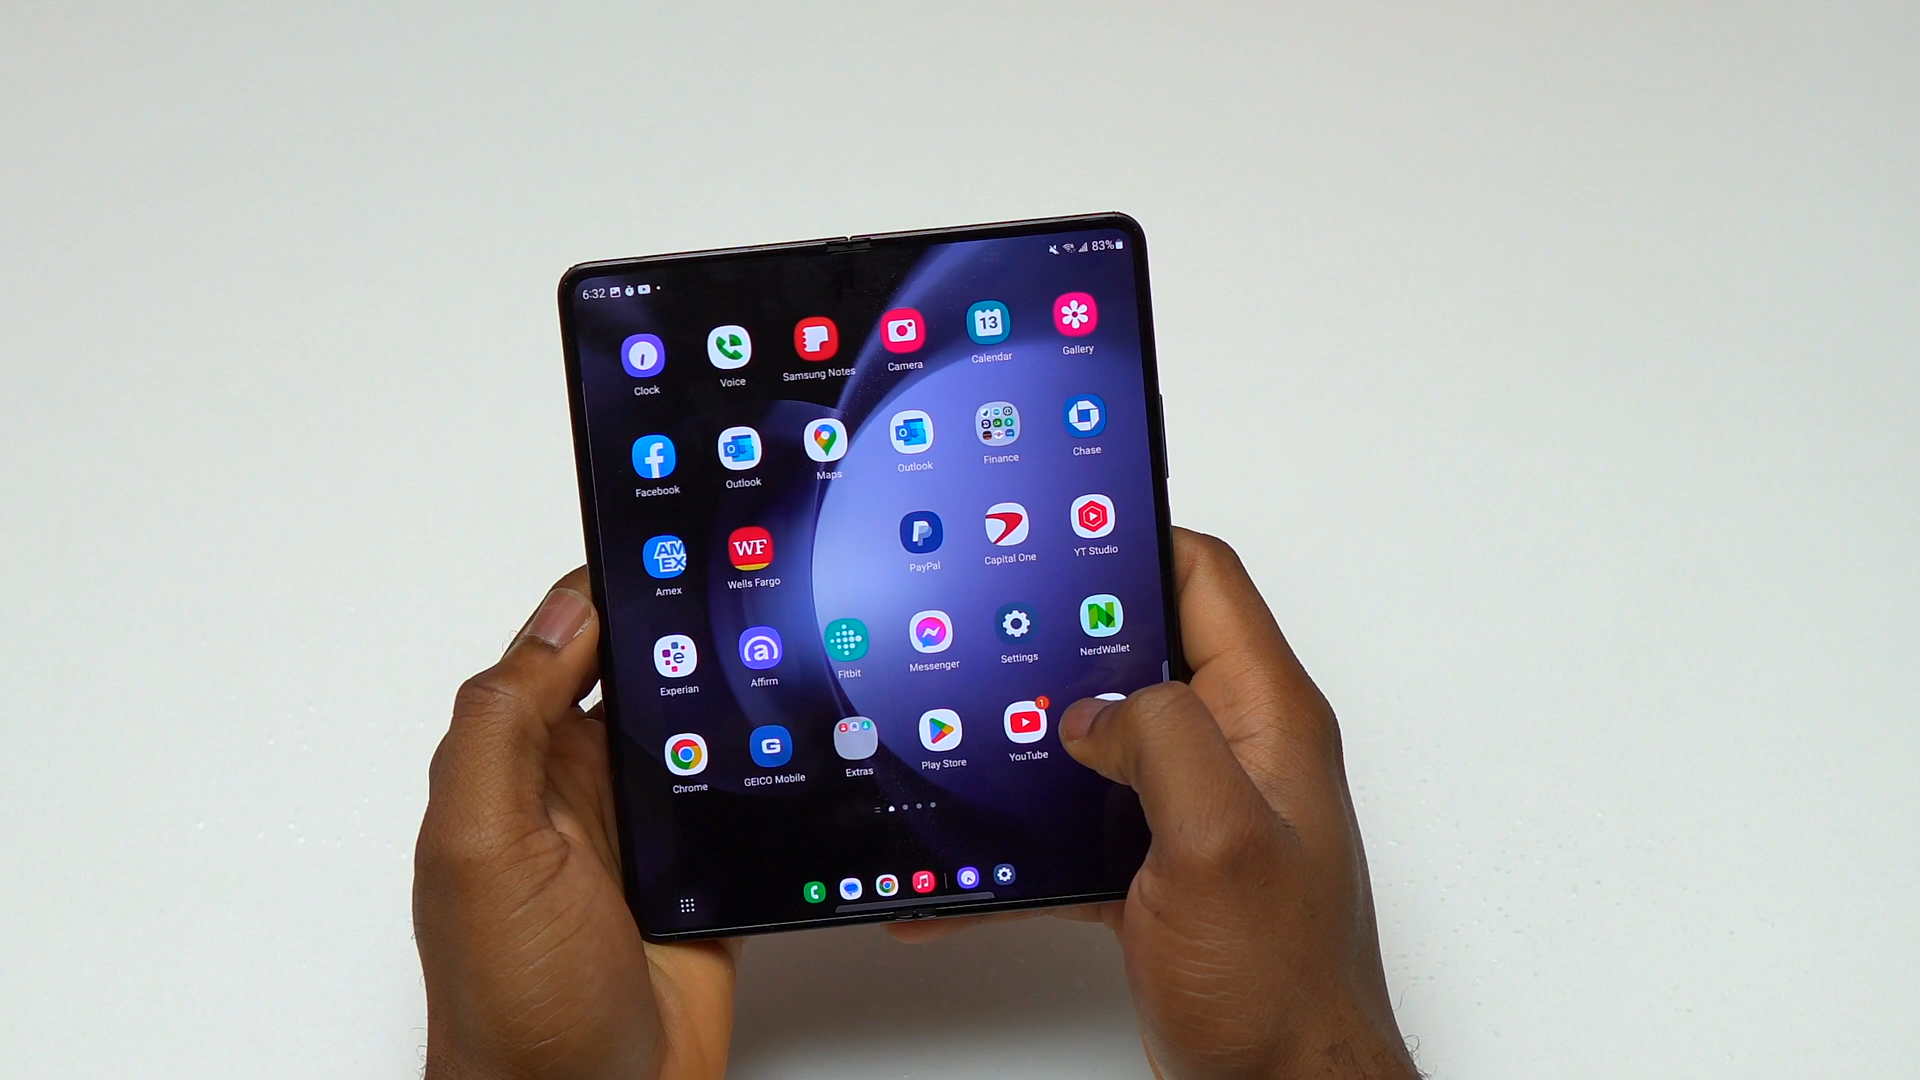 6:32
83%
13
Clock
Voice
Samsung Notes
Camera
Calendar
Gallery
Facebook
Outlook
Maps
Outlook
Finance
Chase
AM
EX
WF
Amex
Wells Fargo
PayPal
Capital One
YT Studio
e
a
Experian
Affirm
Fitbit
Messenger
Settings
NerdWallet
G
1
Chrome
GEICO Mobile
Extras
Play Store
YouTube